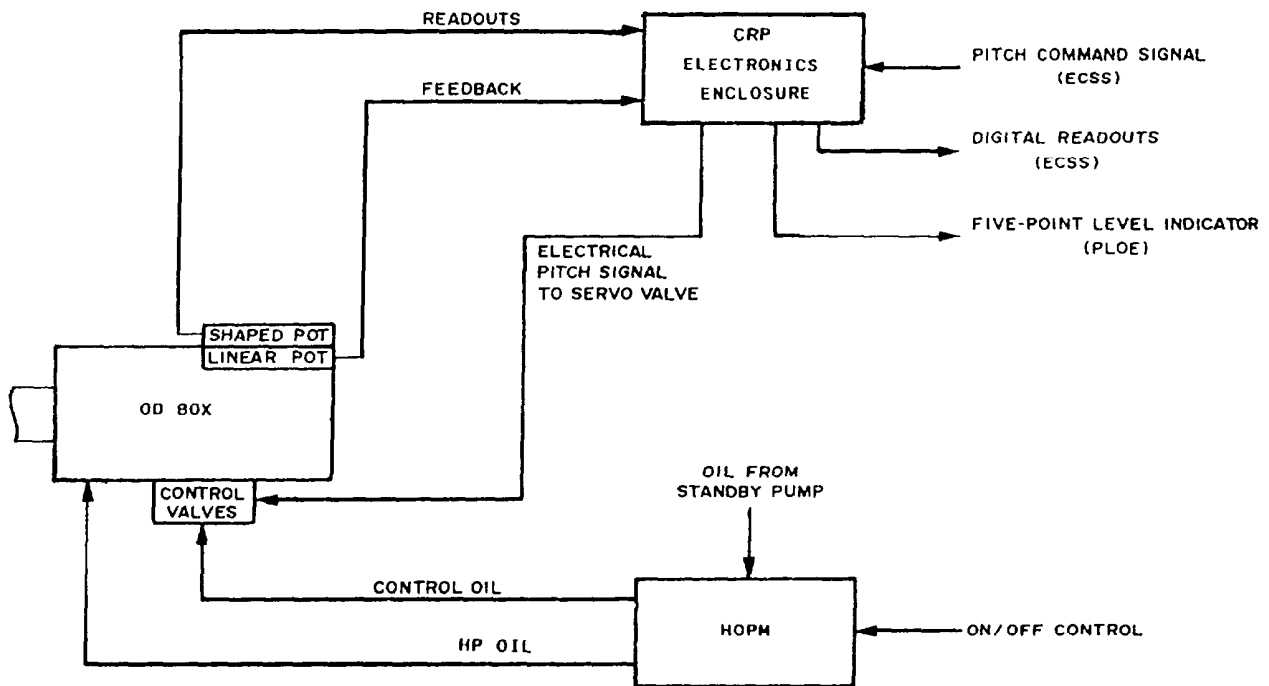 READOUTS
CRP
ELECTRONICS
ENCLOSURE
PITCH COMMAND SIGNAL
(ECSS)
FEEDBACK
DIGITAL READOUTS
(ECSS)
FIVE-POINT LEVEL INDICATOR
(PLOE)
ELECTRICAL
PITCH SIGNAL
TO SERVO VALVE
SHAPED POT
LINEAR POT
OD BOX
CONTROL
VALVES
OIL FROM
STANDBY PUMP
CONTROL OIL
HOPM
ON/OFF CONTROL
HP OIL